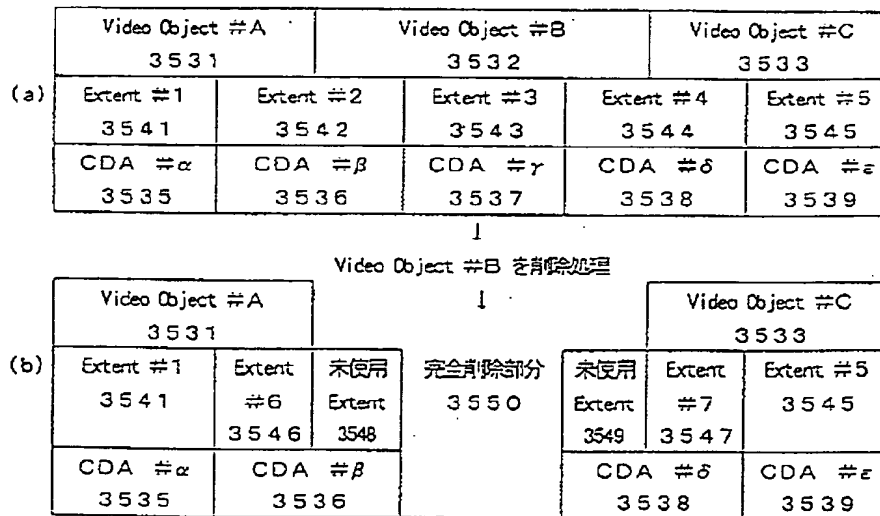 Video Object #A Video Object #B Video Object #C
3531 3532 3533
(a) Extent #1 Extent #2 Extent #3 Extent #4 Extent #5
3541 3542 3543 3544 3545
CDA #α CDA #β CDA #γ CDA #δ CDA #ε
3535 3536 3537 3538 3539
↓
Video Object #B を削除処理
↓
Video Object #A Video Object #C
3531 3533
(b) Extent #1 Extent 未使用 完全削除部分 未使用 Extent Extent #5
3541 #6 Extent 3550 Extent #7 3545
3546 3548 3549 3547
CDA #α CDA #β CDA #δ CDA #ε
3535 3536 3538 3539